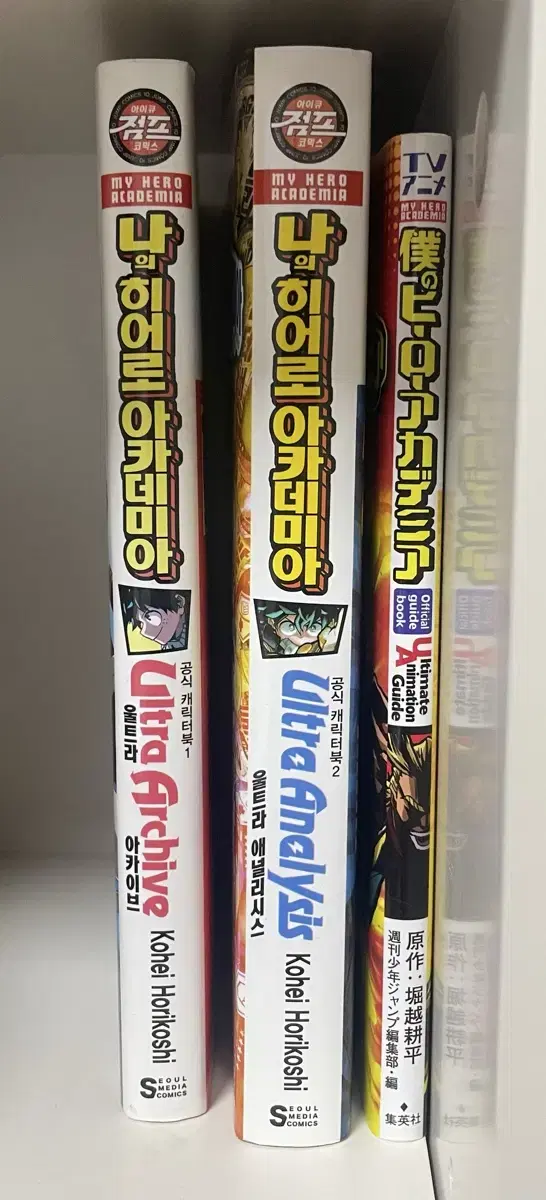 아이큐
점프
코믹스
MY HERO
ACADEMIA
나의 히어로 아카데미아
공식 캐릭터북 1
Ultra Archive
울트라 아카이브
Kohei Horikoshi
SEOUL
MEDIA
COMICS
아이큐
점프
코믹스
MY HERO
ACADEMIA
나의 히어로 아카데미아
공식 캐릭터북 2
Ultra Analysis
울트라 애널리시스
Kohei Horikoshi
SEOUL
MEDIA
COMICS
TV
アニメ
MY HERO
ACADEMIA
僕のヒーローアカデミア
Official
guide
book
Ultimate
Animation
Guide
原作:堀越耕平
週刊少年ジャンプ編集部・編
集英社